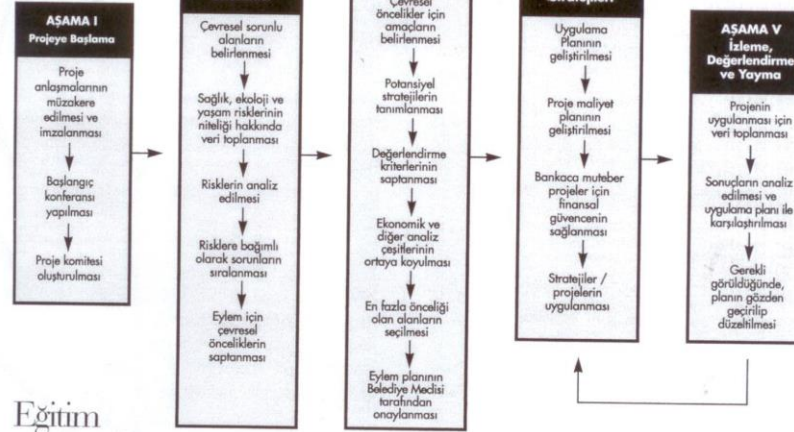 AŞAMA I
Projeye Başlama
Proje
anlaşmalarının
müzakere
edilmesi ve
imzalanması
Başlangıç
konferansı
yapılması
Proje komitesi
oluşturulması
Çevresel sorunlu
alanların
belirlenmesi
Sağlık, ekoloji ve
yaşam risklerinin
niteliği hakkında
veri toplanması
Risklerin analiz
edilmesi
Risklere bağımlı
olarak sorunların
sıralanması
Eylem için
çevresel
önceliklerin
saptanması
Çevresel
öncelikler için
amaçların
belirlenmesi
Potansiyel
stratejilerin
tanımlanması
Değerlendirme
kriterlerinin
saptanması
Ekonomik ve
diğer analiz
çeşitlerinin
ortaya koyulması
En fazla önceliği
olan alanların
seçilmesi
Eylem planının
Belediye Meclisi
tarafından
onaylanması
Uygulama
Planının
geliştirilmesi
Proje maliyet
planının
geliştirilmesi
Bankaca muteber
projeler için
finansal
güvencenin
sağlanması
Stratejiler /
projelerin
uygulanması
AŞAMA V
İzleme,
Değerlendirme
ve Yayma
Projenin
uygulanması için
veri toplanması
Sonuçların analiz
edilmesi ve
uygulama planı ile
karşılaştırılması
Gerekli
görüldüğünde,
planın gözden
geçirilip
düzeltilmesi
Eğitim